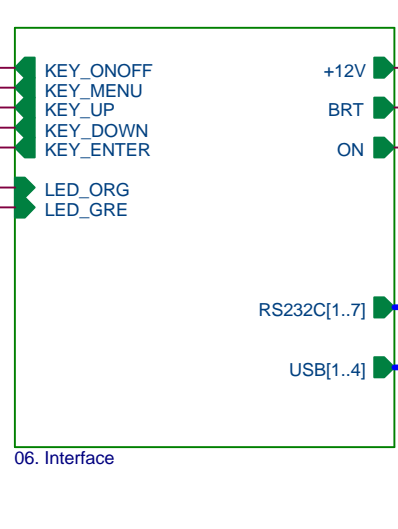 KEY_ONOFF
KEY_MENU
KEY_UP
KEY_DOWN
KEY_ENTER
LED_ORG
LED_GRE
+12V
BRT
ON
RS232C[1..7]
USB[1..4]
06. Interface